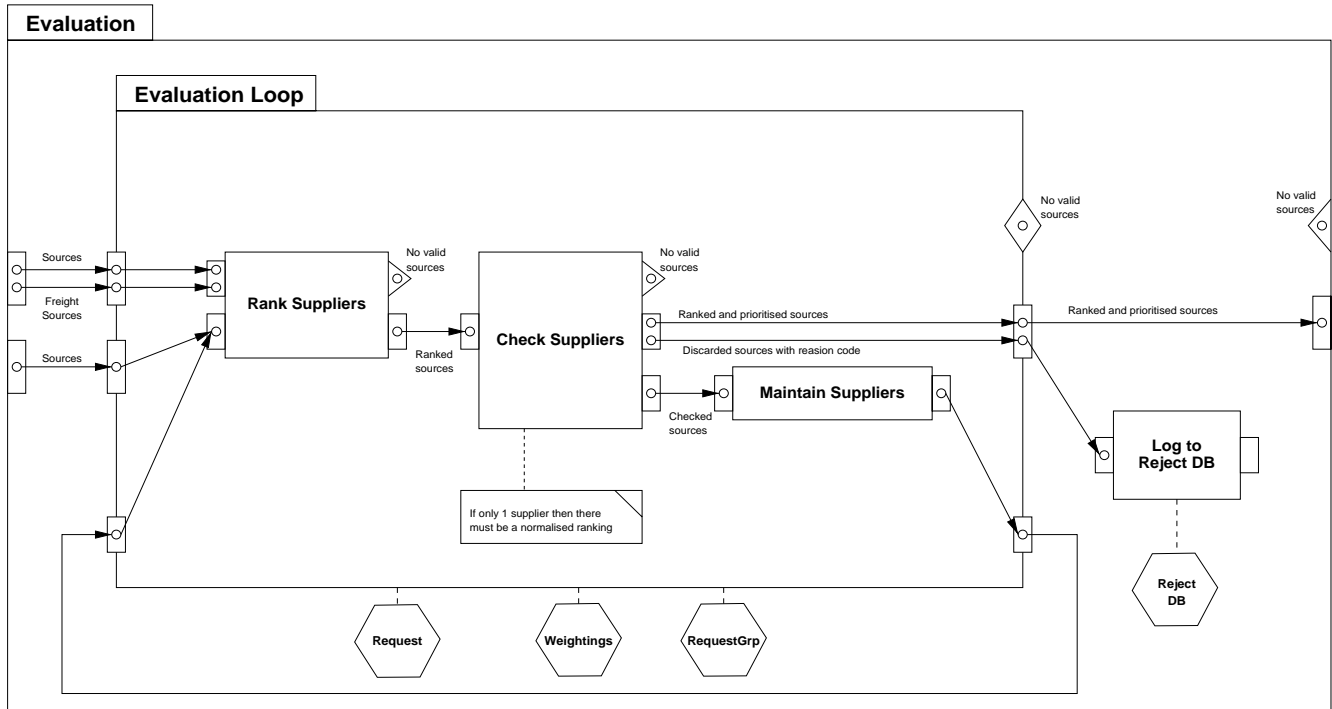 Evaluation
Evaluation Loop
No valid
sources
No valid
sources
Sources
Freight
Sources
Sources
Rank Suppliers
No valid
sources
Ranked
sources
Check Suppliers
No valid
sources
Ranked and prioritised sources
Discarded sources with reasion code
Ranked and prioritised sources
Checked
sources
Maintain Suppliers
Log to
Reject DB
If only 1 supplier then there
must be a normalised ranking
Reject
DB
Request
Weightings
RequestGrp